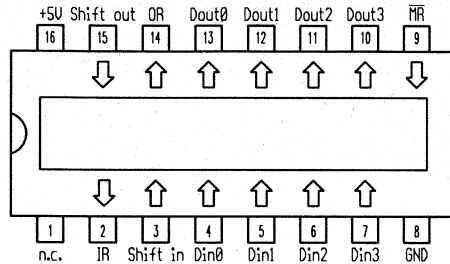 +5V Shift out OR Dout0 Dout1 Dout2 Dout3 M̅R̅
16 15 14 13 12 11 10 9
1 2 3 4 5 6 7 8
n.c. IR Shift in Din0 Din1 Din2 Din3 GND